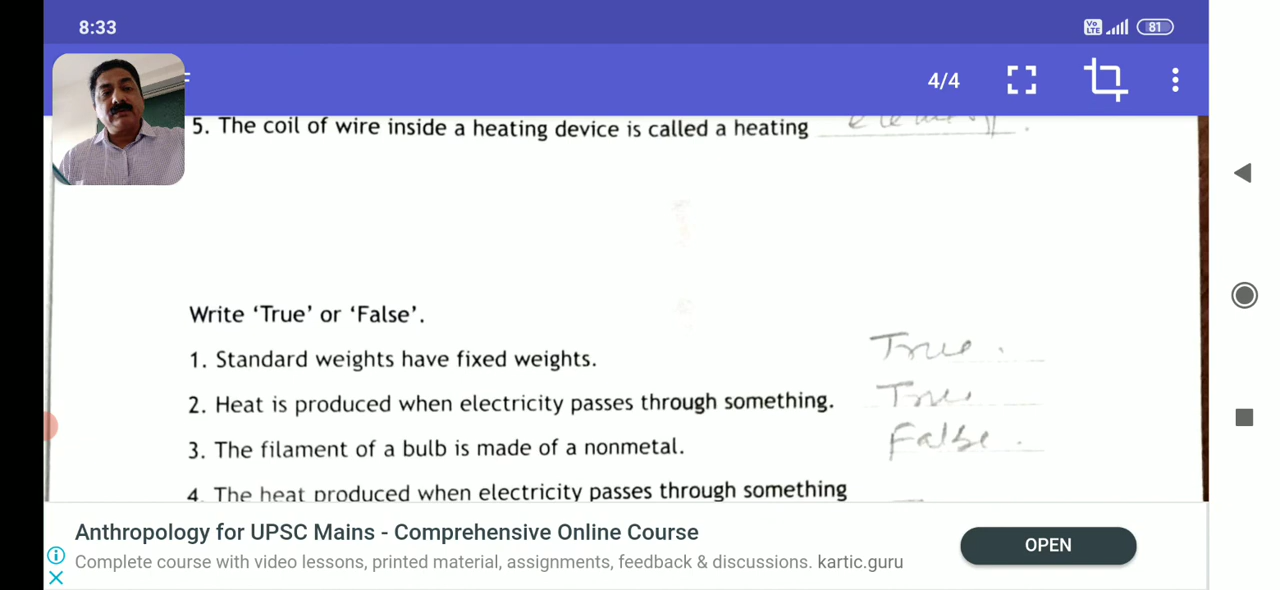 8:33
Vo LTE
81
F
4/4
5. The coil of wire inside a heating device is called a heating
Write ‘True’ or ‘False’.
1. Standard weights have fixed weights. True.
2. Heat is produced when electricity passes through something. True
3. The filament of a bulb is made of a nonmetal. False.
4. The heat produced when electricity passes through something
Anthropology for UPSC Mains - Comprehensive Online Course
Complete course with video lessons, printed material, assignments, feedback & discussions. kartic.guru
OPEN